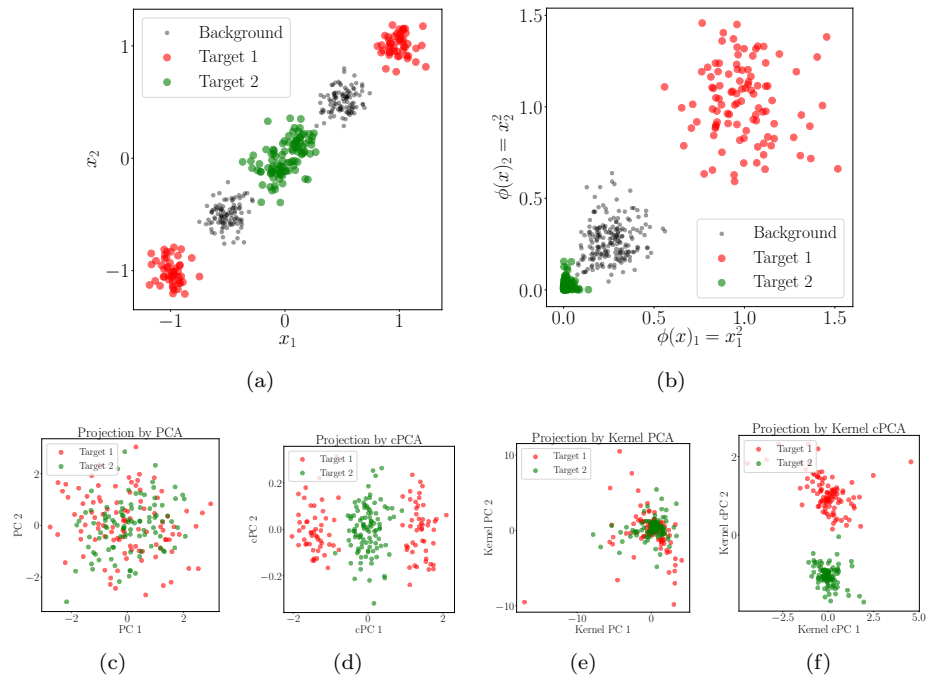 Background
Target 1
Target 2
1
0
−1
x₂
−1
0
1
x₁
(a)
1.5
1.0
0.5
0.0
ϕ(x)₂ = x₂²
Background
Target 1
Target 2
0.0
0.5
1.0
1.5
ϕ(x)₁ = x₁²
(b)
Projection by PCA
Target 1
Target 2
2
0
−2
PC 2
−2
0
2
PC 1
(c)
Projection by cPCA
Target 1
Target 2
0.2
0.0
−0.2
cPC 2
−2
−1
0
1
2
cPC 1
(d)
Projection by Kernel PCA
Target 1
Target 2
10
0
−10
Kernel PC 2
−10
0
Kernel PC 1
(e)
Projection by Kernel cPCA
Target 1
Target 2
2
0
Kernel cPC 2
−2.5
0.0
2.5
5.0
Kernel cPC 1
(f)